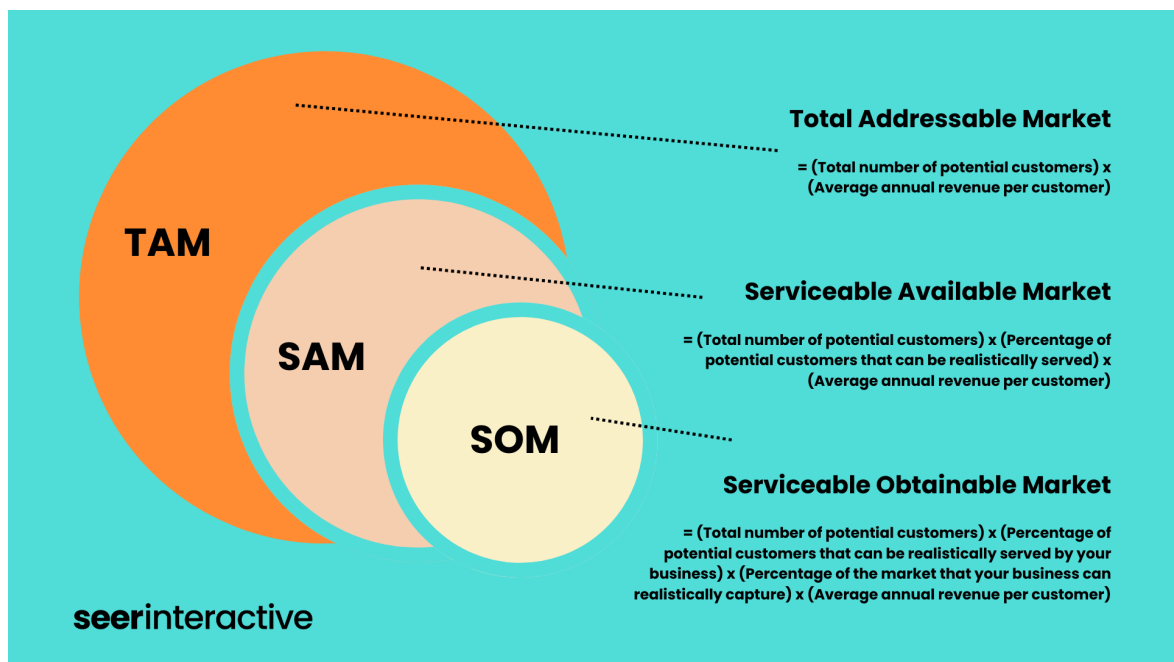 Total Addressable Market
= (Total number of potential customers) x
(Average annual revenue per customer)
TAM
Serviceable Available Market
= (Total number of potential customers) x (Percentage of
potential customers that can be realistically served) x
(Average annual revenue per customer)
SAM
SOM
Serviceable Obtainable Market
= (Total number of potential customers) x (Percentage of
potential customers that can be realistically served by your
business) x (Percentage of the market that your business can
realistically capture) x (Average annual revenue per customer)
seerinteractive